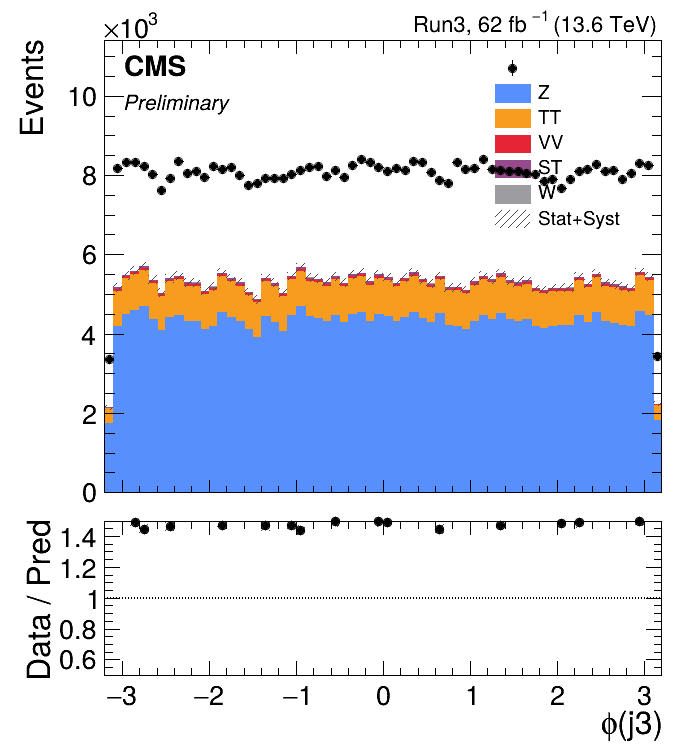 ×10³
Run3, 62 fb⁻¹ (13.6 TeV)
Events
CMS
Preliminary
Z
TT
VV
ST
W
Stat+Syst
10
8
6
4
2
0
Data / Pred
1.4
1.2
1
0.8
0.6
−3 −2 −1 0 1 2 3
ϕ(j3)